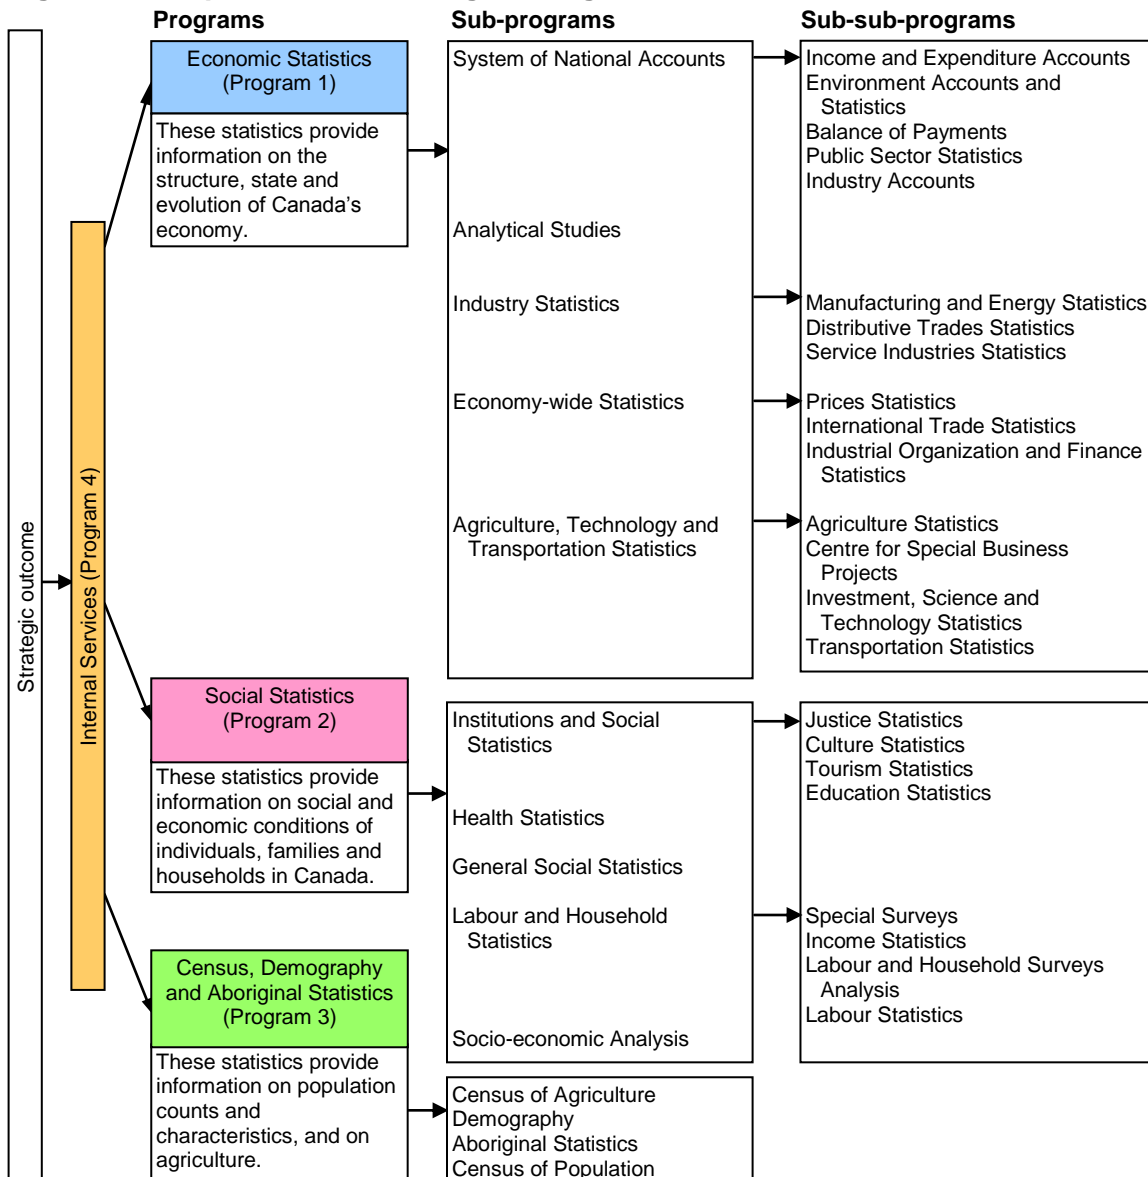 Programs
Sub-programs
Sub-sub-programs
Strategic outcome
Internal Services (Program 4)
Economic Statistics
(Program 1)
These statistics provide
information on the
structure, state and
evolution of Canada's
economy.
System of National Accounts
Analytical Studies
Industry Statistics
Economy-wide Statistics
Agriculture, Technology and
Transportation Statistics
Income and Expenditure Accounts
Environment Accounts and
Statistics
Balance of Payments
Public Sector Statistics
Industry Accounts
Manufacturing and Energy Statistics
Distributive Trades Statistics
Service Industries Statistics
Prices Statistics
International Trade Statistics
Industrial Organization and Finance
Statistics
Agriculture Statistics
Centre for Special Business
Projects
Investment, Science and
Technology Statistics
Transportation Statistics
Social Statistics
(Program 2)
These statistics provide
information on social and
economic conditions of
individuals, families and
households in Canada.
Institutions and Social
Statistics
Health Statistics
General Social Statistics
Labour and Household
Statistics
Socio-economic Analysis
Justice Statistics
Culture Statistics
Tourism Statistics
Education Statistics
Special Surveys
Income Statistics
Labour and Household Surveys
Analysis
Labour Statistics
Census, Demography
and Aboriginal Statistics
(Program 3)
These statistics provide
information on population
counts and
characteristics, and on
agriculture.
Census of Agriculture
Demography
Aboriginal Statistics
Census of Population